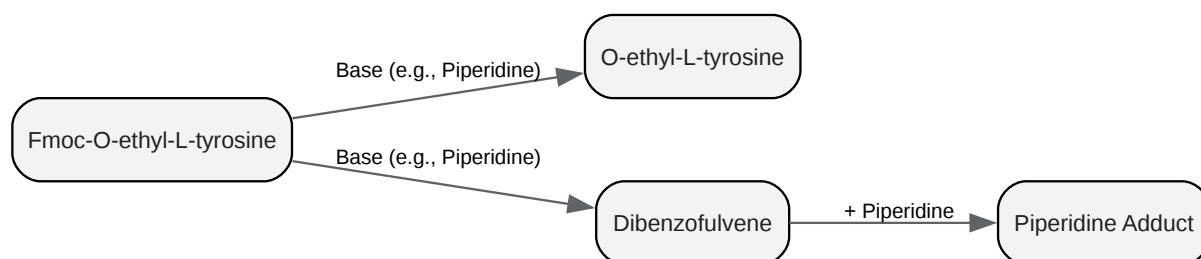 O-ethyl-L-tyrosine
Base (e.g., Piperidine)
Fmoc-O-ethyl-L-tyrosine
Base (e.g., Piperidine)
Dibenzofulvene
+ Piperidine
Piperidine Adduct